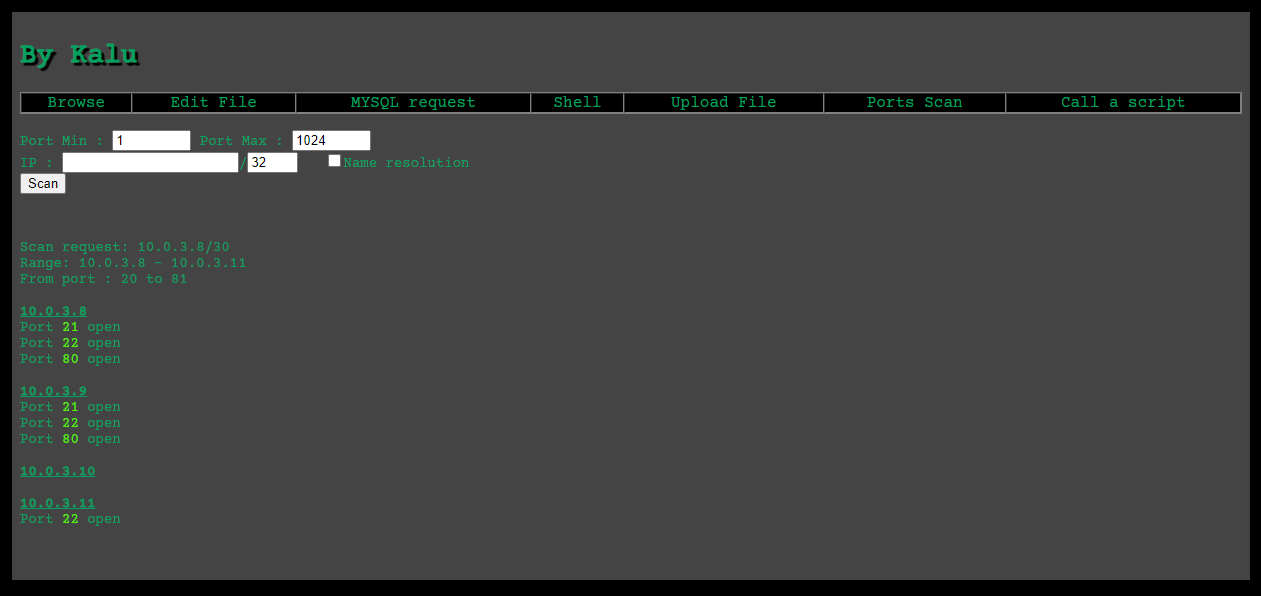 By Kalu
Browse Edit File MYSQL request Shell Upload File Ports Scan Call a script
Port Min : 1 Port Max : 1024
IP : /32 Name resolution
Scan
Scan request: 10.0.3.8/30
Range: 10.0.3.8 - 10.0.3.11
From port : 20 to 81
10.0.3.8
Port 21 open
Port 22 open
Port 80 open
10.0.3.9
Port 21 open
Port 22 open
Port 80 open
10.0.3.10
10.0.3.11
Port 22 open